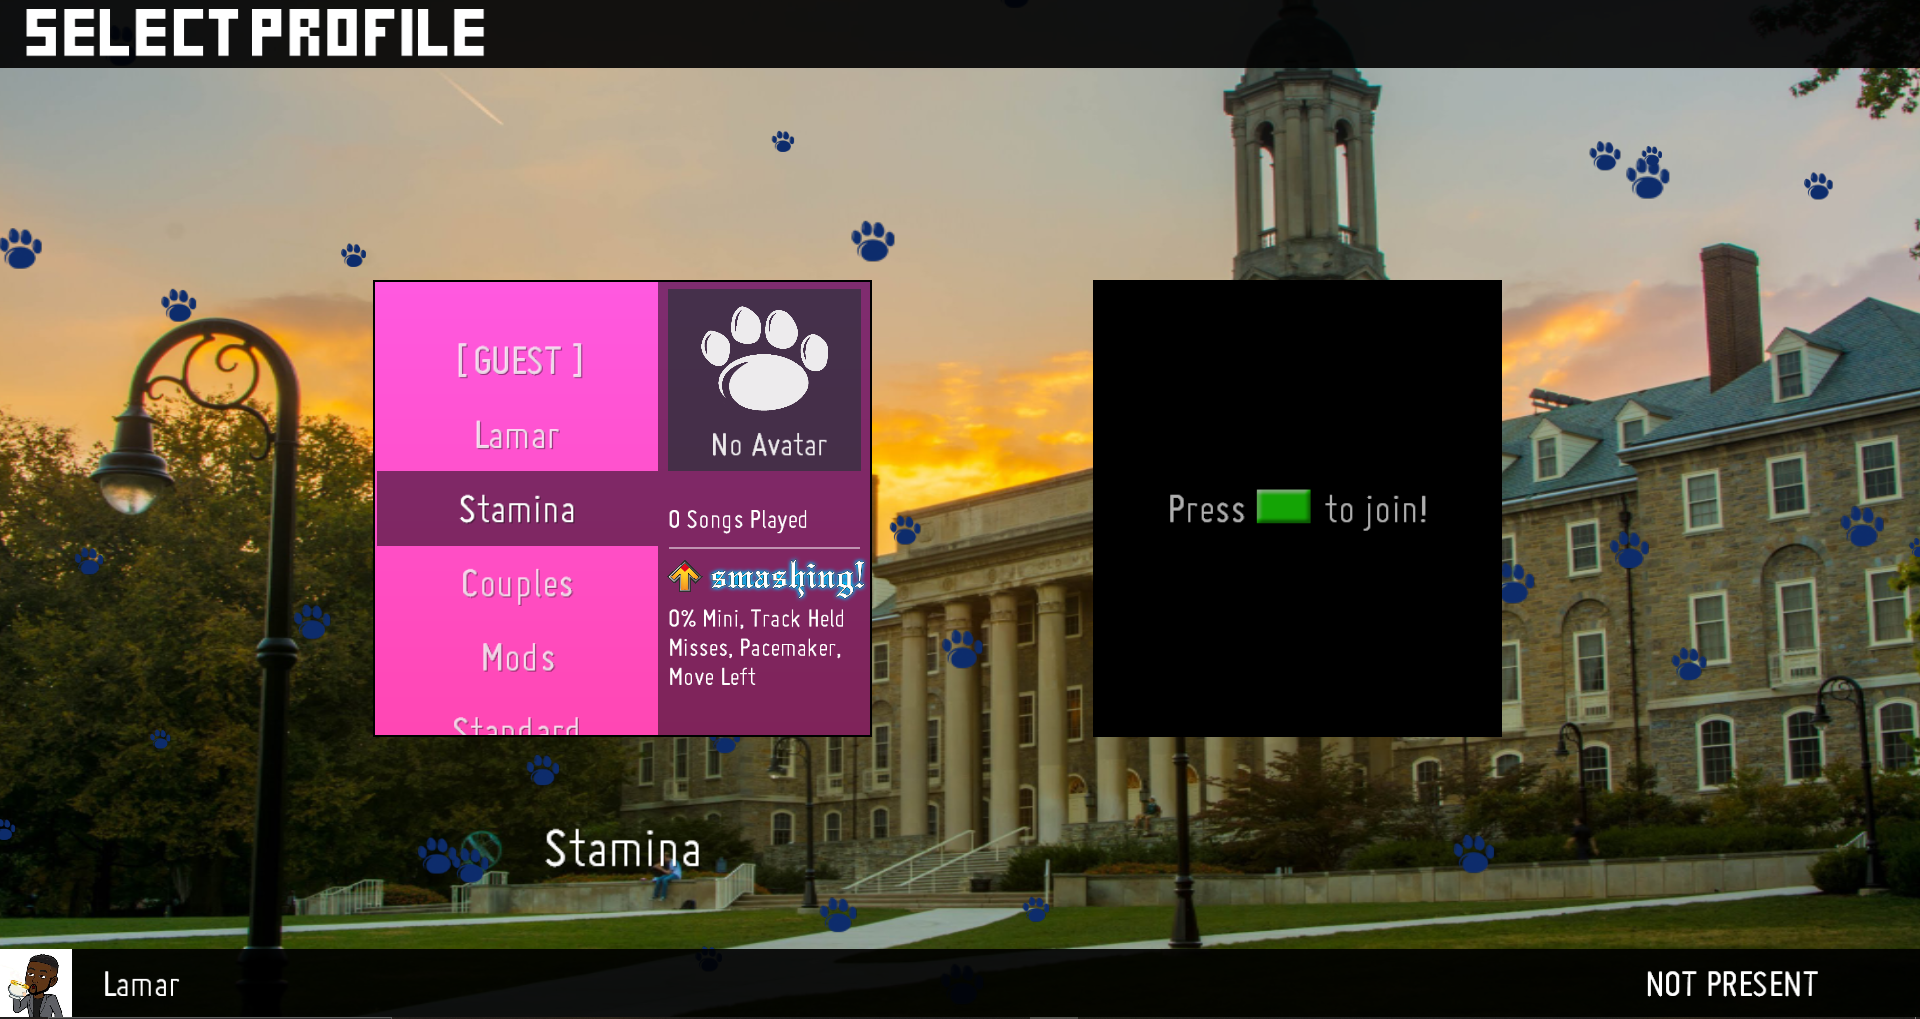 SELECT PROFILE
[ GUEST ]
Lamar
Stamina
Couples
Mods
Standard
No Avatar
0 Songs Played
smashing!
0% Mini, Track Held
Misses, Pacemaker,
Move Left
Press to join!
Stamina
Lamar
NOT PRESENT